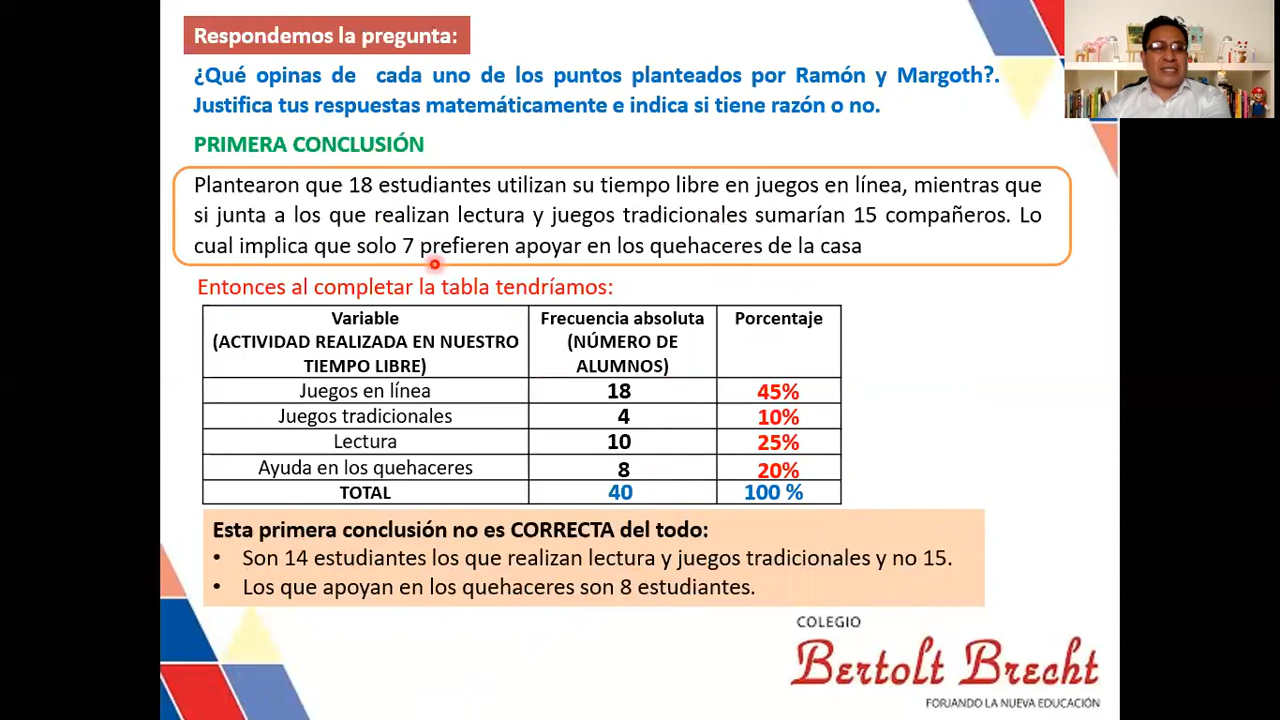 Respondemos la pregunta:
¿Qué opinas de cada uno de los puntos planteados por Ramón y Margoth?.
Justifica tus respuestas matemáticamente e indica si tiene razón o no.
PRIMERA CONCLUSIÓN
Plantearon que 18 estudiantes utilizan su tiempo libre en juegos en línea, mientras que
si junta a los que realizan lectura y juegos tradicionales sumarían 15 compañeros. Lo
cual implica que solo 7 prefieren apoyar en los quehaceres de la casa
Entonces al completar la tabla tendríamos:
Variable Frecuencia absoluta Porcentaje
(ACTIVIDAD REALIZADA EN NUESTRO (NÚMERO DE
TIEMPO LIBRE) ALUMNOS)
Juegos en línea 18 45%
Juegos tradicionales 4 10%
Lectura 10 25%
Ayuda en los quehaceres 8 20%
TOTAL 40 100 %
Esta primera conclusión no es CORRECTA del todo:
• Son 14 estudiantes los que realizan lectura y juegos tradicionales y no 15.
• Los que apoyan en los quehaceres son 8 estudiantes.
COLEGIO
Bertolt Brecht
FORJANDO LA NUEVA EDUCACIÓN